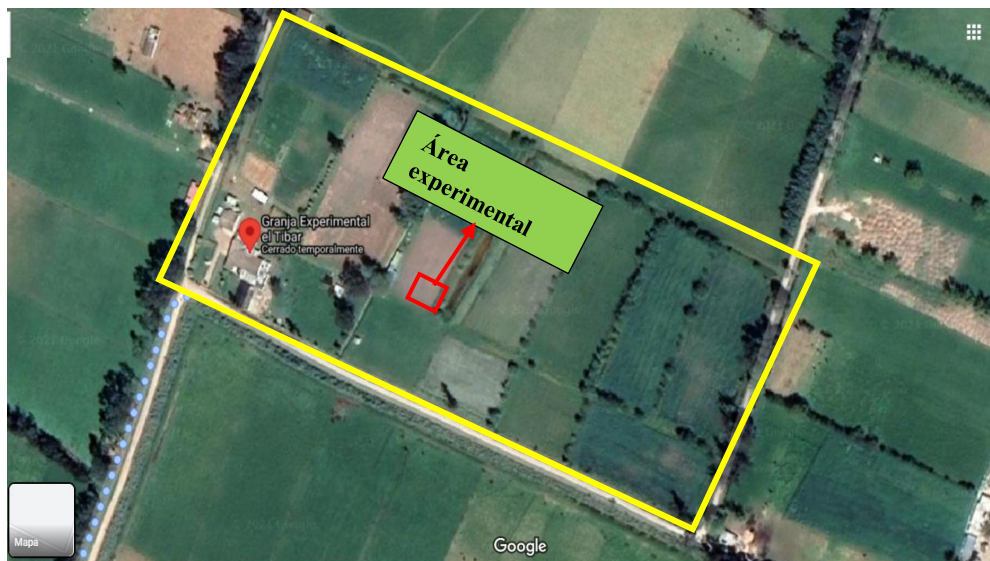 Área
experimental
Granja Experimental
el Tibar
Cerrado temporalmente
Mapa
Google